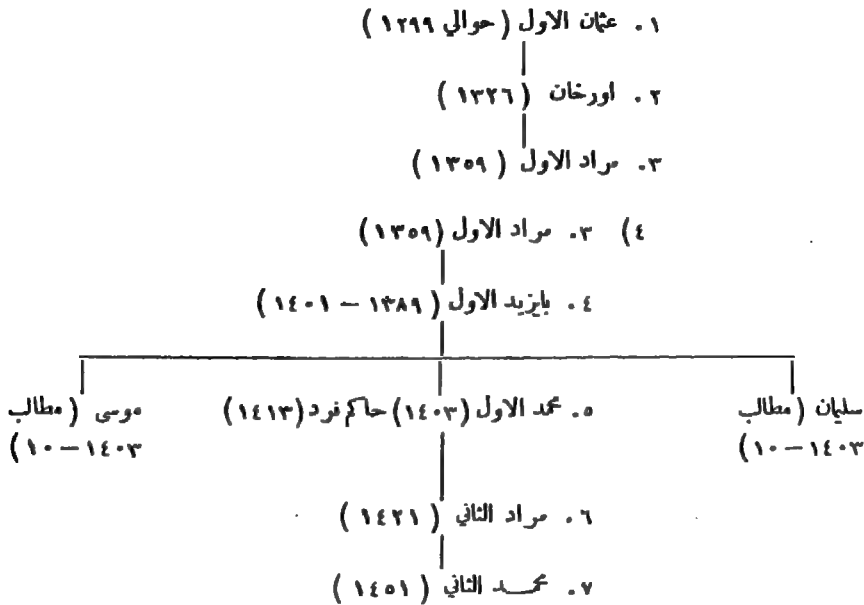 ١. عثمان الاول (حوالي ١٢٩٩)
٢. اورخان (١٣٢٦)
٣. مراد الاول (١٣٥٩)
٤) ٣. مراد الاول (١٣٥٩)
٤. بايزيد الاول (١٣٨٩ – ١٤٠١)
سليمان (مطالب
١٤٠٣ – ١٠)
٥. محمد الاول (١٤٠٣) حاكم فرد (١٤١٣)
موسى (مطالب
١٤٠٣ – ١٠)
٦. مراد الثاني (١٤٢١)
٧. محمد الثاني (١٤٥١)